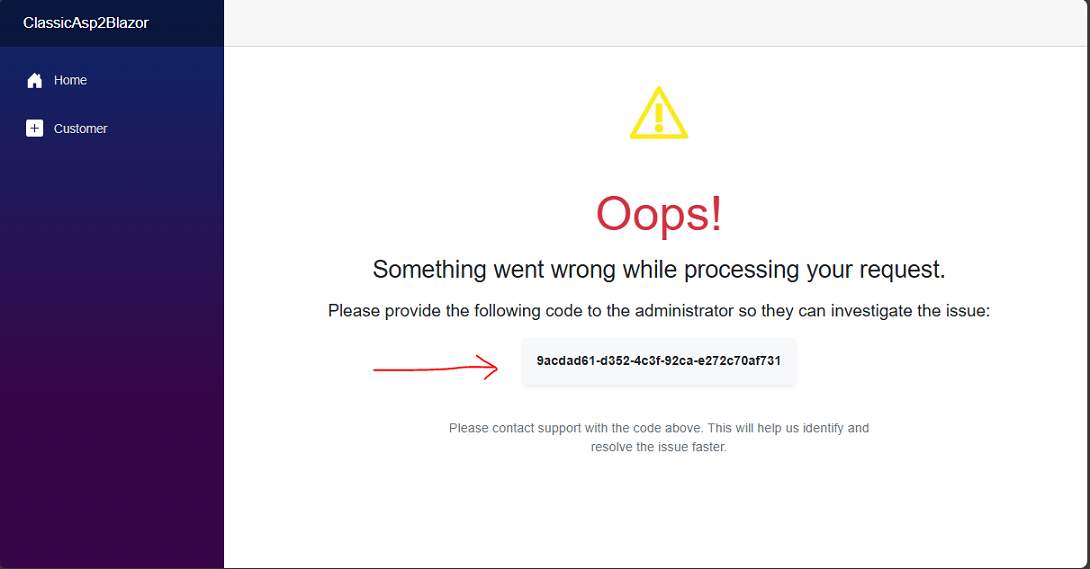 ClassicAsp2Blazor
Home
Customer
Oops!
Something went wrong while processing your request.
Please provide the following code to the administrator so they can investigate the issue:
9acdad61-d352-4c3f-92ca-e272c70af731
Please contact support with the code above. This will help us identify and
resolve the issue faster.